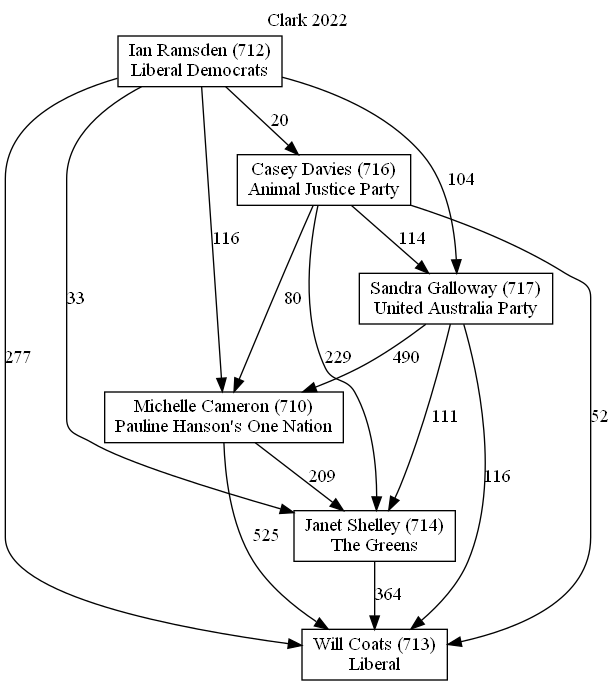 Clark 2022
Ian Ramsden (712)
Liberal Democrats
20
Casey Davies (716)
Animal Justice Party
104
116
114
Sandra Galloway (717)
United Australia Party
33
80
277
229
490
Michelle Cameron (710)
Pauline Hanson's One Nation
111
52
209
116
Janet Shelley (714)
The Greens
525
364
Will Coats (713)
Liberal